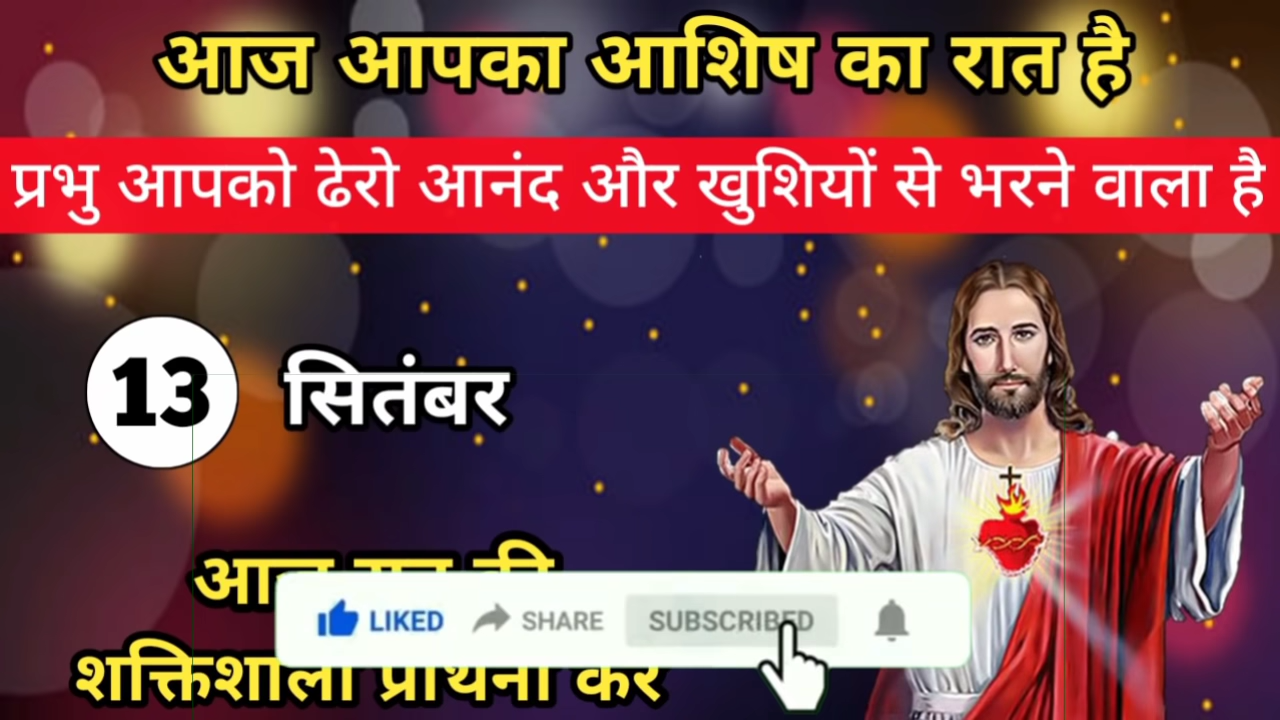 आज आपका आशिष का रात है
प्रभु आपको ढेरो आनंद और खुशियों से भरने वाला है
13 सितंबर
LIKED SHARE SUBSCRIBED
शक्तिशाली प्रार्थना करें